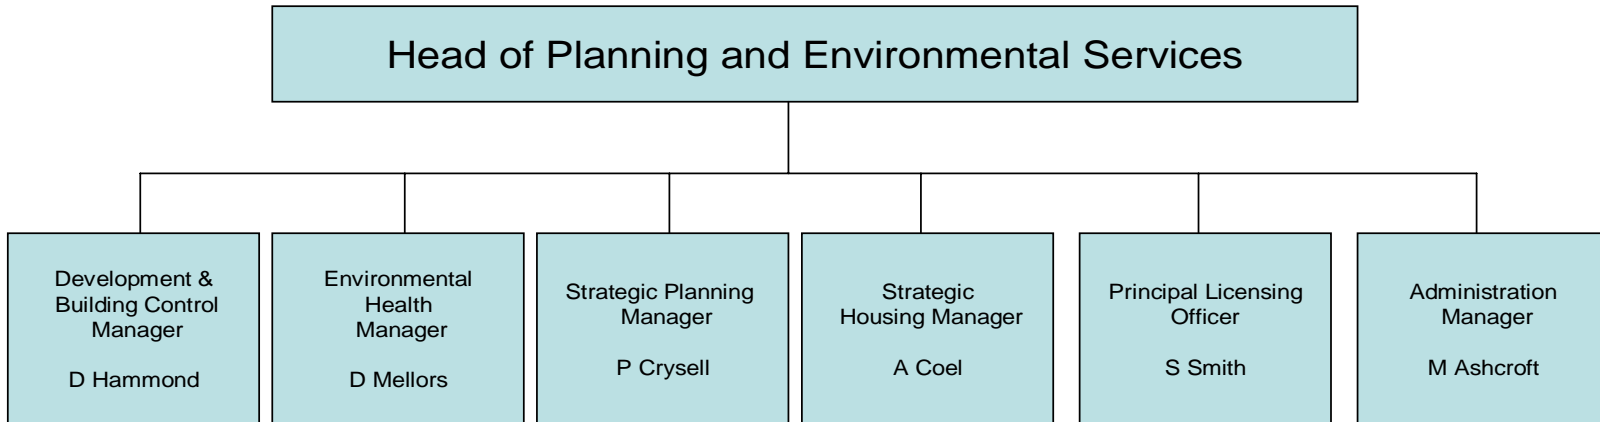 Head of Planning and Environmental Services
Development &
Building Control
Manager
D Hammond
Environmental
Health
Manager
D Mellors
Strategic Planning
Manager
P Crysell
Strategic
Housing Manager
A Coel
Principal Licensing
Officer
S Smith
Administration
Manager
M Ashcroft